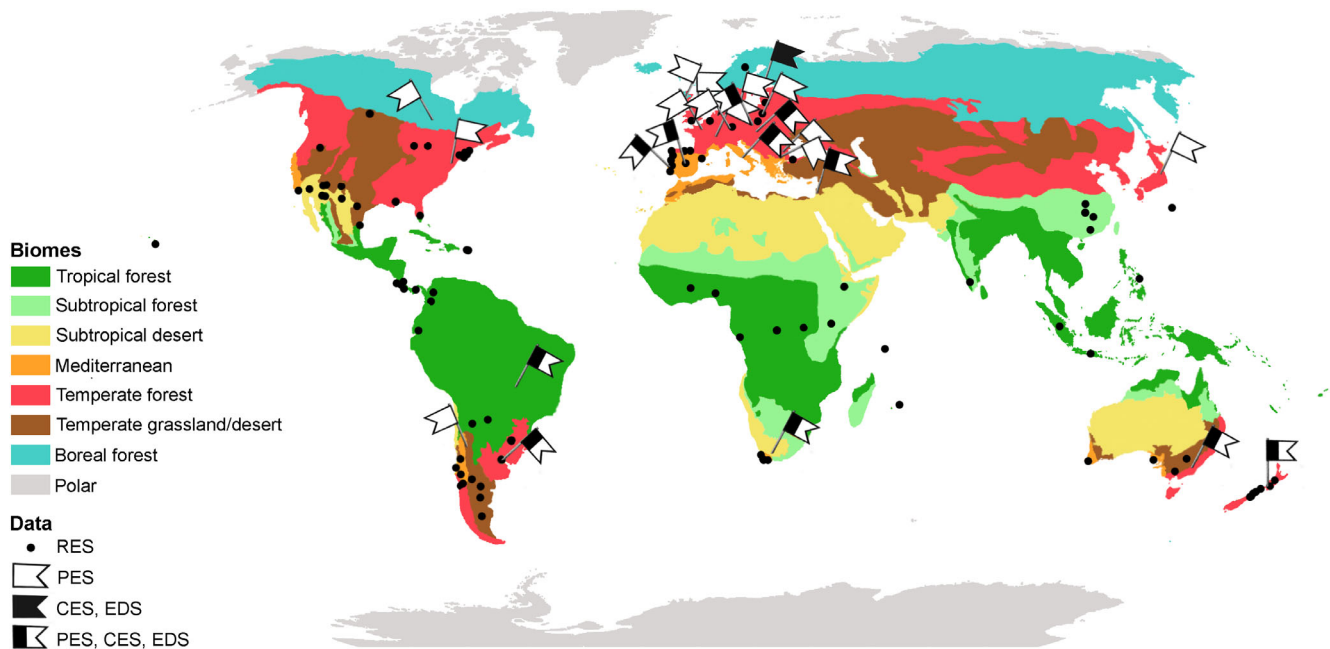 Biomes
Tropical forest
Subtropical forest
Subtropical desert
Mediterranean
Temperate forest
Temperate grassland/desert
Boreal forest
Polar
Data
RES
PES
CES, EDS
PES, CES, EDS